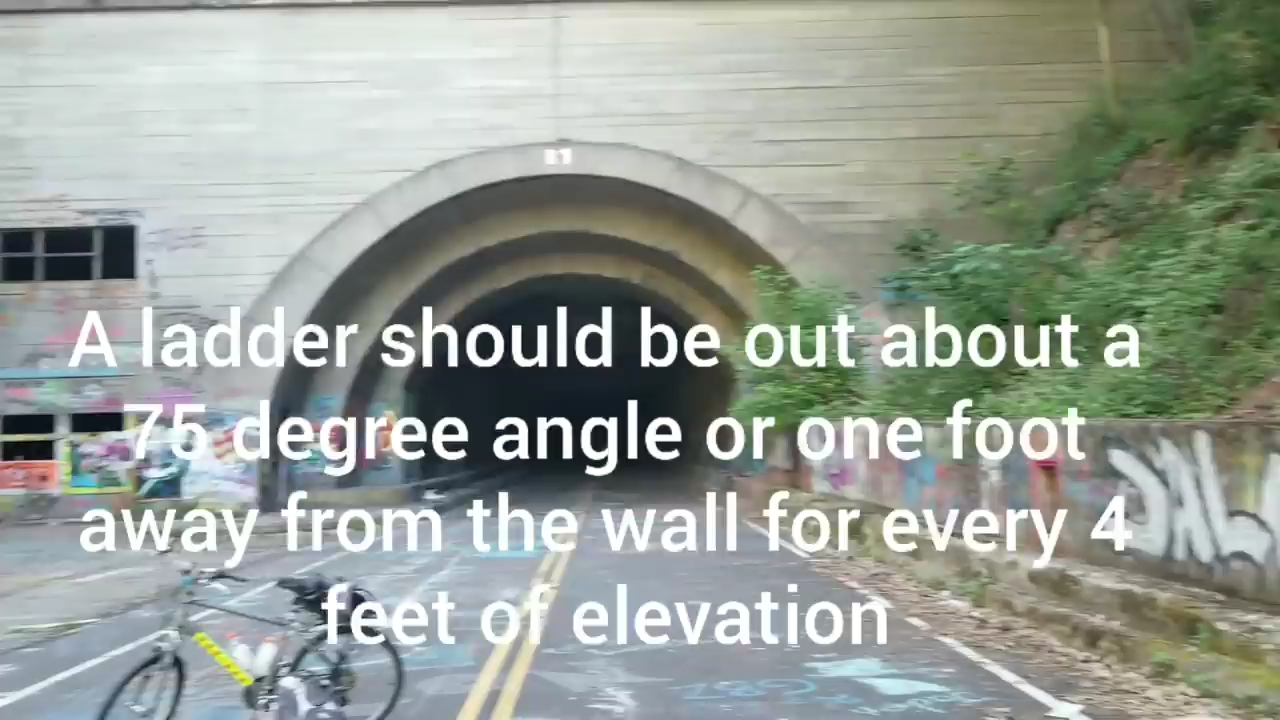 A ladder should be out about a
75 degree angle or one foot
away from the wall for every 4
feet of elevation